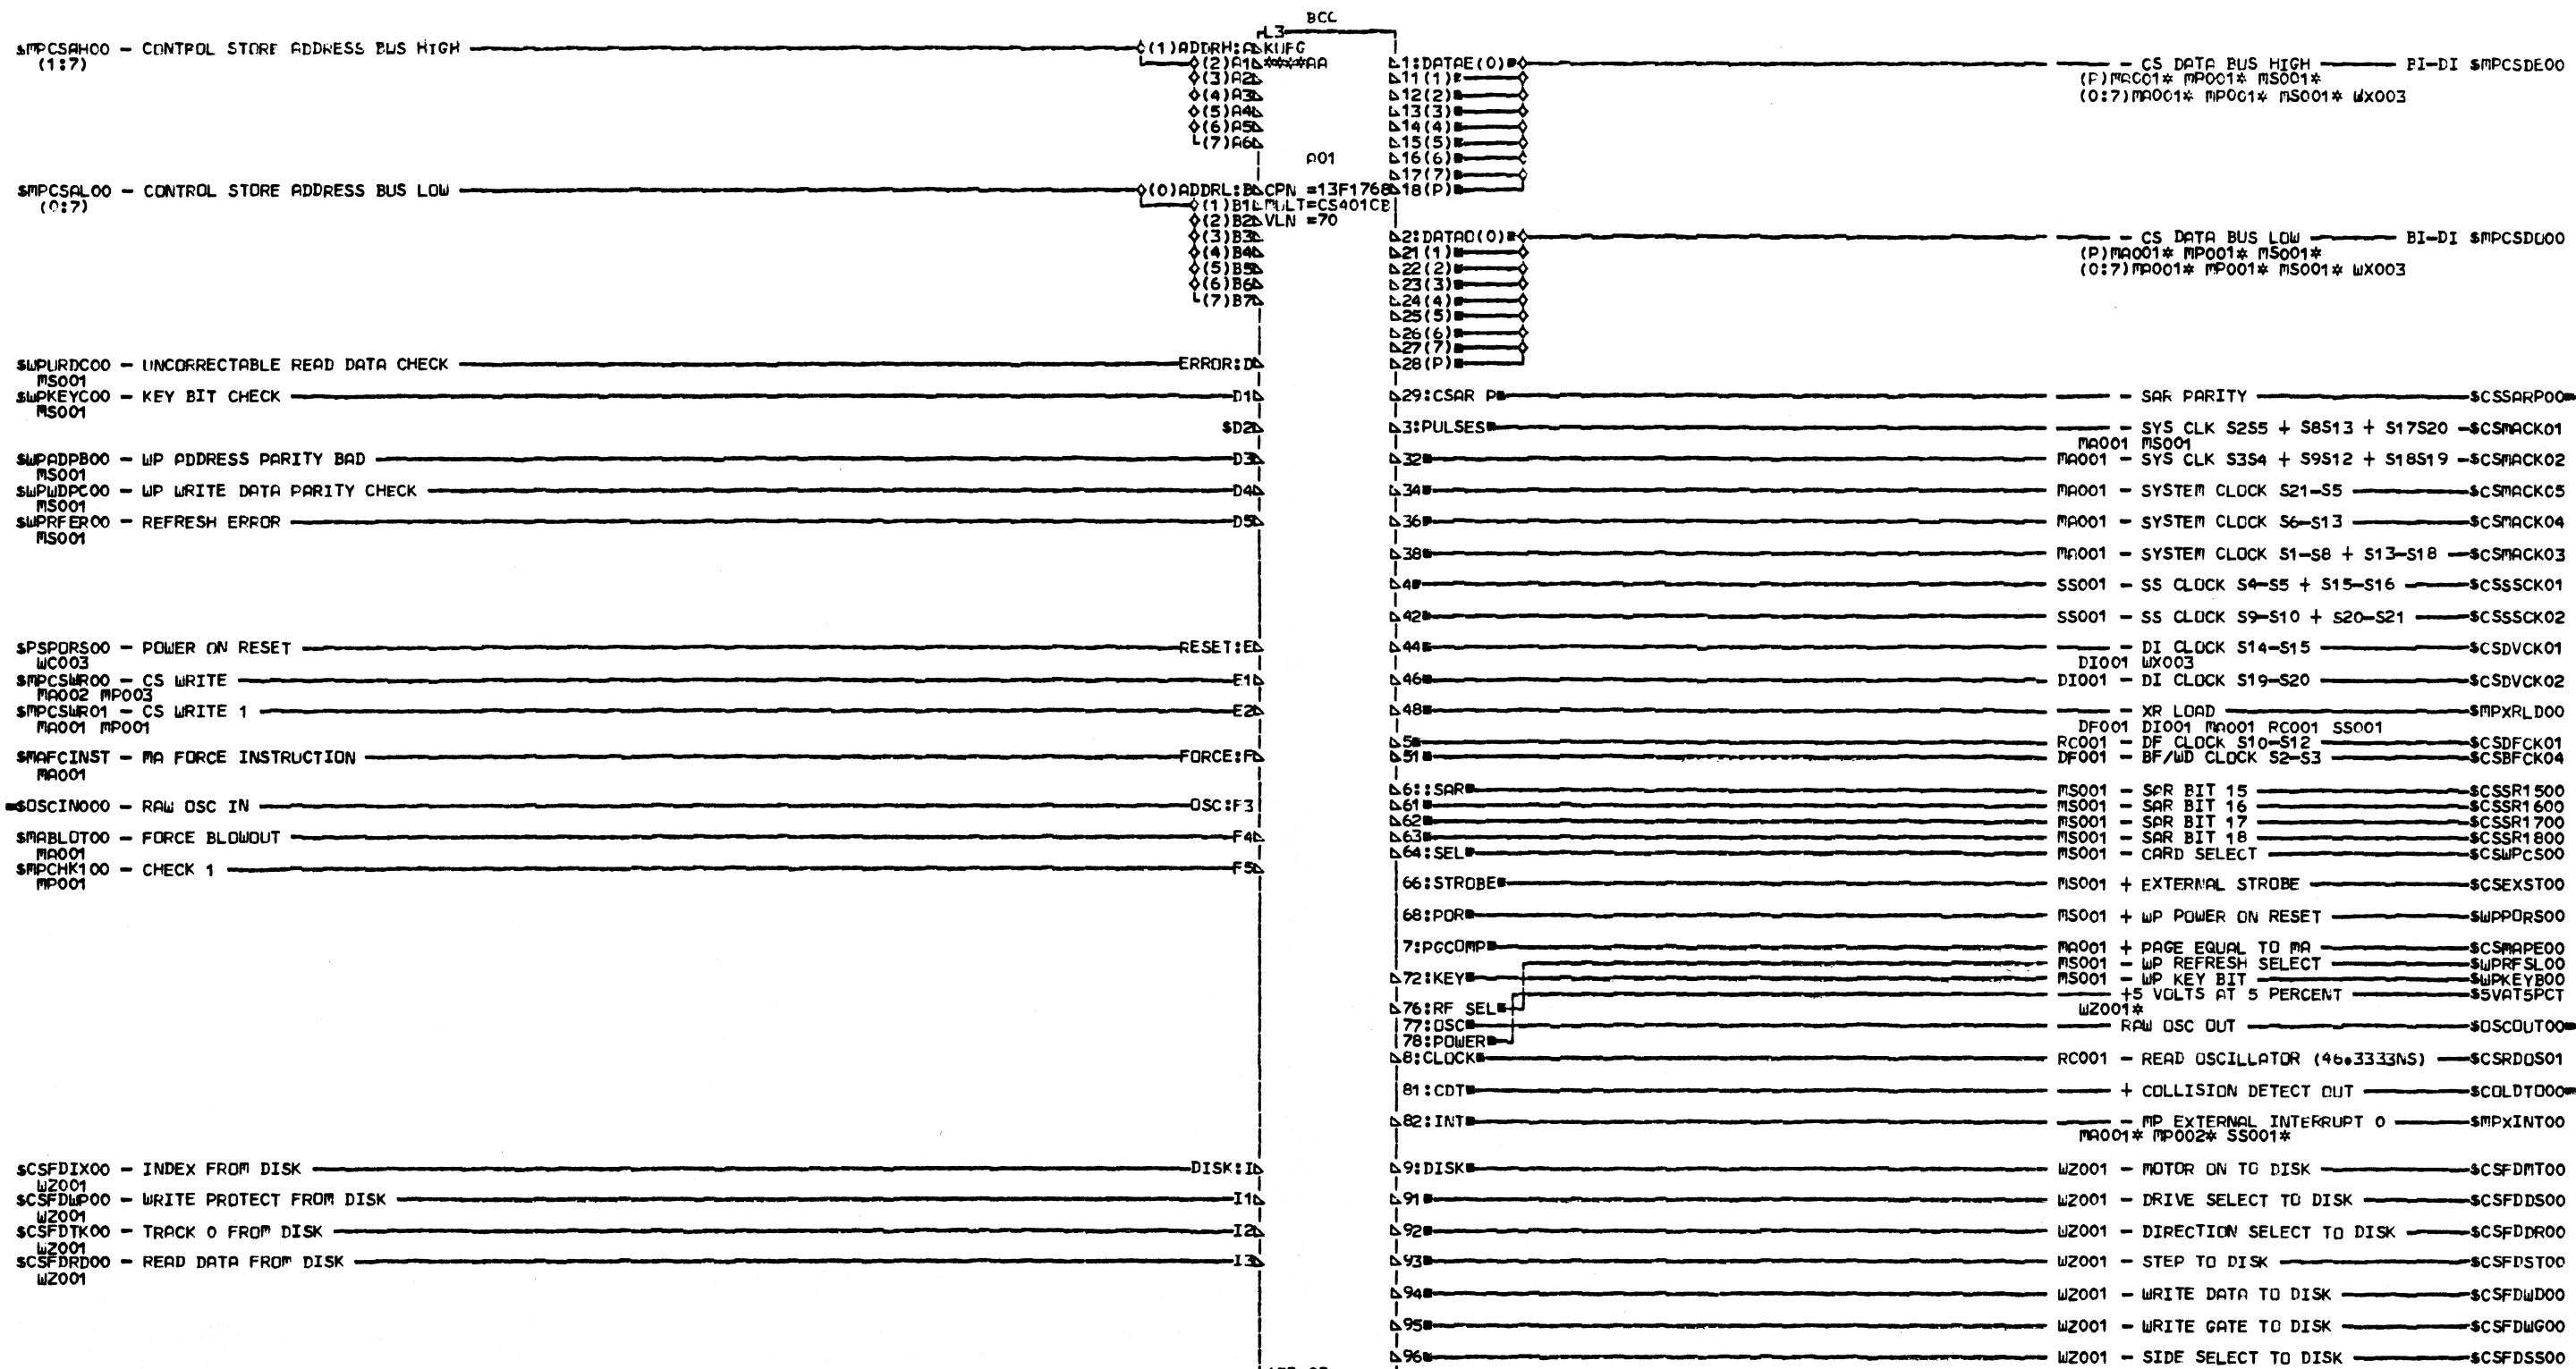 BCC
L3
$MPCSAH00 - CONTROL STORE ADDRESS BUS HIGH
(1:7)
(1)ADDRH:A
(2)A1
(3)A2
(4)A3
(5)A4
(6)A5
(7)A6
$MPCSAL00 - CONTROL STORE ADDRESS BUS LOW
(0:7)
(0)ADDRL:B
(1)B1
(2)B2
(3)B3
(4)B4
(5)B5
(6)B6
(7)B7
$WPURDC00 - UNCORRECTABLE READ DATA CHECK ERROR:D
MS001
$WPKEYC00 - KEY BIT CHECK D1
MS001
$D2
$WPADPB00 - WP ADDRESS PARITY BAD D3
MS001
$WPWDPC00 - WP WRITE DATA PARITY CHECK D4
MS001
$WPRFER00 - REFRESH ERROR D5
MS001
$PSPORS00 - POWER ON RESET RESET:E
WC003
$MPCSWR00 - CS WRITE E1
MA002 MP003
$MPCSWR01 - CS WRITE 1 E2
MA001 MP001
$MAFCINST - MA FORCE INSTRUCTION FORCE:F
MA001
$OSCIN000 - RAW OSC IN OSC:F3
$MABLOT00 - FORCE BLOWOUT F4
MA001
$MPCHK100 - CHECK 1 F5
MP001
$CSFDIX00 - INDEX FROM DISK DISK:I
WZ001
$CSFDWP00 - WRITE PROTECT FROM DISK I1
WZ001
$CSFDTK00 - TRACK 0 FROM DISK I2
WZ001
$CSFDRD00 - READ DATA FROM DISK I3
WZ001
A01
CPN =13F1768
MULT=CS401CB
VLN =70
1:DATAE(0) - CS DATA BUS HIGH BI-DI $MPCSDE00
(P)MA001* MP001* MS001*
(0:7)MA001* MP001* MS001* WX003
11(1)
12(2)
13(3)
14(4)
15(5)
16(6)
17(7)
18(P)
2:DATAO(0) - CS DATA BUS LOW BI-DI $MPCSDO00
(P)MA001* MP001* MS001*
(0:7)MA001* MP001* MS001* WX003
21(1)
22(2)
23(3)
24(4)
25(5)
26(6)
27(7)
28(P)
29:CSAR P - SAR PARITY $CSSARP00
3:PULSES - SYS CLK S2S5 + S8S13 + S17S20 -$CSMACK01
MA001 MS001
32 MA001 - SYS CLK S3S4 + S9S12 + S18S19 -$CSMACK02
34 MA001 - SYSTEM CLOCK S21-S5 $CSMACK05
36 MA001 - SYSTEM CLOCK S6-S13 $CSMACK04
38 MA001 - SYSTEM CLOCK S1-S8 + S13-S18 $CSMACK03
4 SS001 - SS CLOCK S4-S5 + S15-S16 $CSSSCK01
42 SS001 - SS CLOCK S9-S10 + S20-S21 $CSSSCK02
44 - DI CLOCK S14-S15 $CSDVCK01
DI001 WX003
46 DI001 - DI CLOCK S19-S20 $CSDVCK02
48 - XR LOAD $MPXRLD00
DF001 DI001 MA001 RC001 SS001
5 RC001 - DF CLOCK S10-S12 $CSDFCK01
51 DF001 - BF/WD CLOCK S2-S3 $CSBFCK04
6::SAR MS001 - SAR BIT 15 $CSSR1500
61 MS001 - SAR BIT 16 $CSSR1600
62 MS001 - SAR BIT 17 $CSSR1700
63 MS001 - SAR BIT 18 $CSSR1800
64:SEL MS001 - CARD SELECT $CSWPCS00
66:STROBE MS001 + EXTERNAL STROBE $CSEXST00
68:POR MS001 + WP POWER ON RESET $WPPORS00
7:PGCOMP MA001 + PAGE EQUAL TO MA $CSMAPE00
MS001 - WP REFRESH SELECT $WPRFSL00
72:KEY MS001 - WP KEY BIT $WPKEYB00
+5 VOLTS AT 5 PERCENT $5VAT5PCT
WZ001*
76:RF SEL
77:OSC RAW OSC OUT $OSCOUT00
78:POWER
8:CLOCK RC001 - READ OSCILLATOR (46.3333NS) $CSRDOS01
81:CDT + COLLISION DETECT OUT $COLDTO00
82:INT - MP EXTERNAL INTERRUPT 0 $MPXINT00
MA001* MP002* SS001*
9:DISK WZ001 - MOTOR ON TO DISK $CSFDMT00
91 WZ001 - DRIVE SELECT TO DISK $CSFDDS00
92 WZ001 - DIRECTION SELECT TO DISK $CSFDDR00
93 WZ001 - STEP TO DISK $CSFDST00
94 WZ001 - WRITE DATA TO DISK $CSFDWD00
95 WZ001 - WRITE GATE TO DISK $CSFDWG00
96 WZ001 - SIDE SELECT TO DISK $CSFDSS00